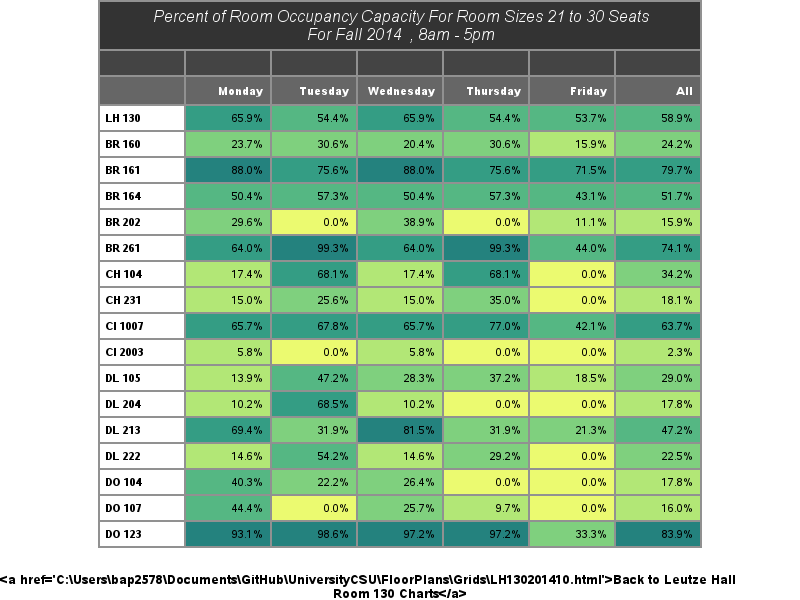 Percent of Room Occupancy Capacity For Room Sizes 21 to 30 Seats
For Fall 2014 , 8am - 5pm
Monday Tuesday Wednesday Thursday Friday All
LH 130 65.9% 54.4% 65.9% 54.4% 53.7% 58.9%
BR 160 23.7% 30.6% 20.4% 30.6% 15.9% 24.2%
BR 161 88.0% 75.6% 88.0% 75.6% 71.5% 79.7%
BR 164 50.4% 57.3% 50.4% 57.3% 43.1% 51.7%
BR 202 29.6% 0.0% 38.9% 0.0% 11.1% 15.9%
BR 261 64.0% 99.3% 64.0% 99.3% 44.0% 74.1%
CH 104 17.4% 68.1% 17.4% 68.1% 0.0% 34.2%
CH 231 15.0% 25.6% 15.0% 35.0% 0.0% 18.1%
CI 1007 65.7% 67.8% 65.7% 77.0% 42.1% 63.7%
CI 2003 5.8% 0.0% 5.8% 0.0% 0.0% 2.3%
DL 105 13.9% 47.2% 28.3% 37.2% 18.5% 29.0%
DL 204 10.2% 68.5% 10.2% 0.0% 0.0% 17.8%
DL 213 69.4% 31.9% 81.5% 31.9% 21.3% 47.2%
DL 222 14.6% 54.2% 14.6% 29.2% 0.0% 22.5%
DO 104 40.3% 22.2% 26.4% 0.0% 0.0% 17.8%
DO 107 44.4% 0.0% 25.7% 9.7% 0.0% 16.0%
DO 123 93.1% 98.6% 97.2% 97.2% 33.3% 83.9%
<a href='C:\Users\bap2578\Documents\GitHub\UniversityCSU\FloorPlans\Grids\LH130201410.html'>Back to Leutze Hall
Room 130 Charts</a>